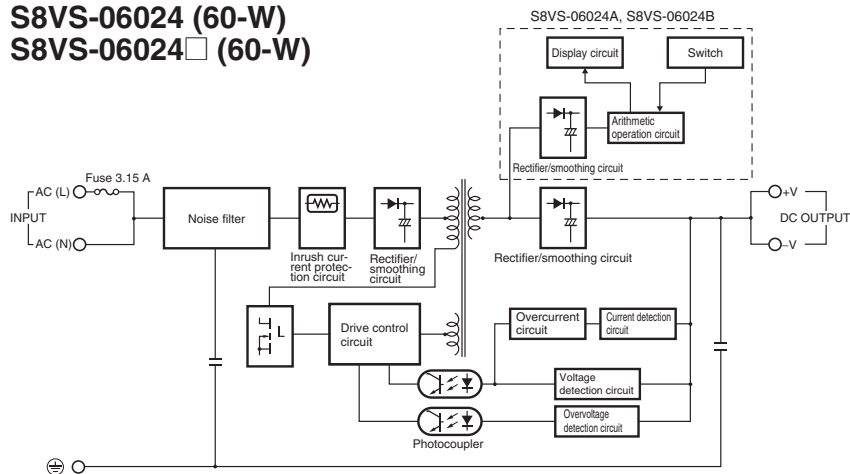 S8VS-06024 (60-W)
S8VS-06024□ (60-W)
S8VS-06024A, S8VS-06024B
Display circuit
Switch
Arithmetic
operation circuit
Rectifier/smoothing circuit
Fuse 3.15 A
AC (L)
INPUT
AC (N)
Noise filter
Inrush cur-
rent protec-
tion circuit
Rectifier/
smoothing
circuit
Rectifier/smoothing circuit
+V
DC OUTPUT
–V
Drive control
circuit
Overcurrent
circuit
Current detection
circuit
Voltage
detection circuit
Overvoltage
detection circuit
Photocoupler